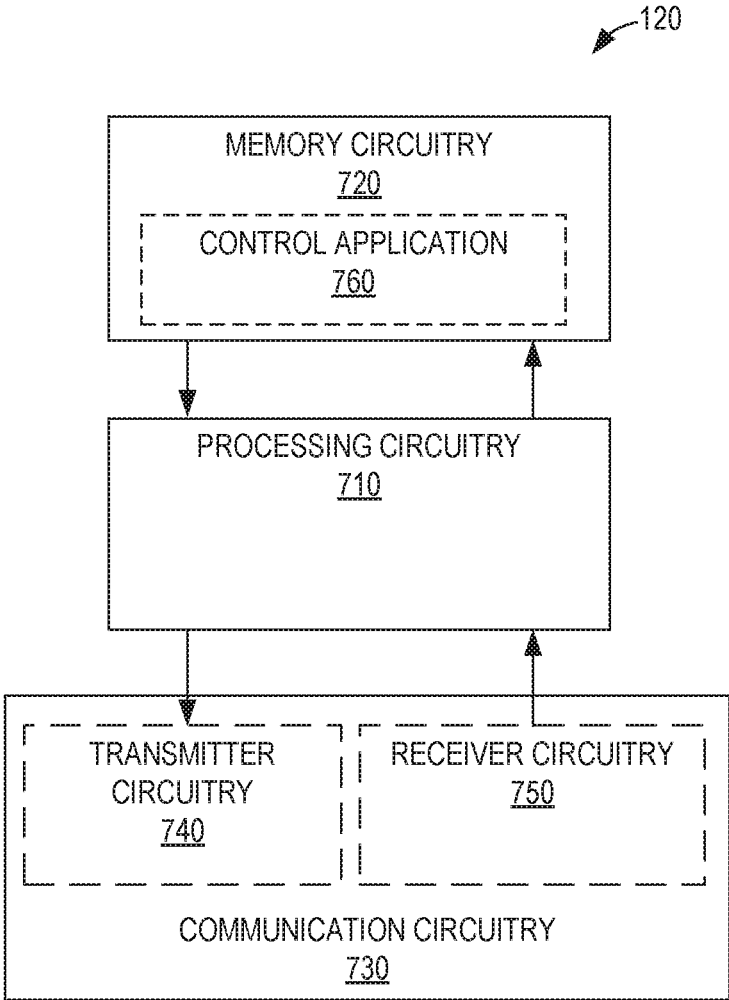 120
MEMORY CIRCUITRY
720
CONTROL APPLICATION
760
PROCESSING CIRCUITRY
710
TRANSMITTER
CIRCUITRY
740
RECEIVER CIRCUITRY
750
COMMUNICATION CIRCUITRY
730